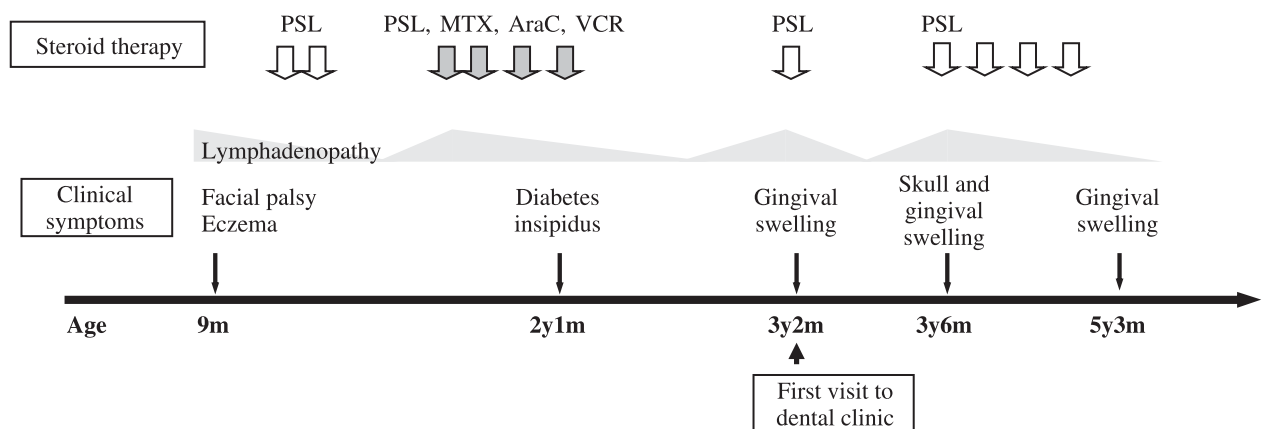 Steroid therapy
PSL
PSL, MTX, AraC, VCR
PSL
PSL
Lymphadenopathy
Clinical
symptoms
Facial palsy
Eczema
Diabetes
insipidus
Gingival
swelling
Skull and
gingival
swelling
Gingival
swelling
Age
9m
2y1m
3y2m
3y6m
5y3m
First visit to
dental clinic